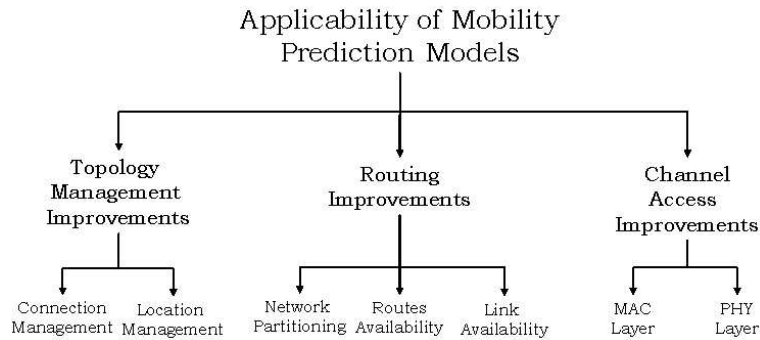 Applicability of Mobility
Prediction Models
Topology
Management
Improvements
Routing
Improvements
Channel
Access
Improvements
Connection
Management
Location
Management
Network
Partitioning
Routes
Availability
Link
Availability
MAC
Layer
PHY
Layer